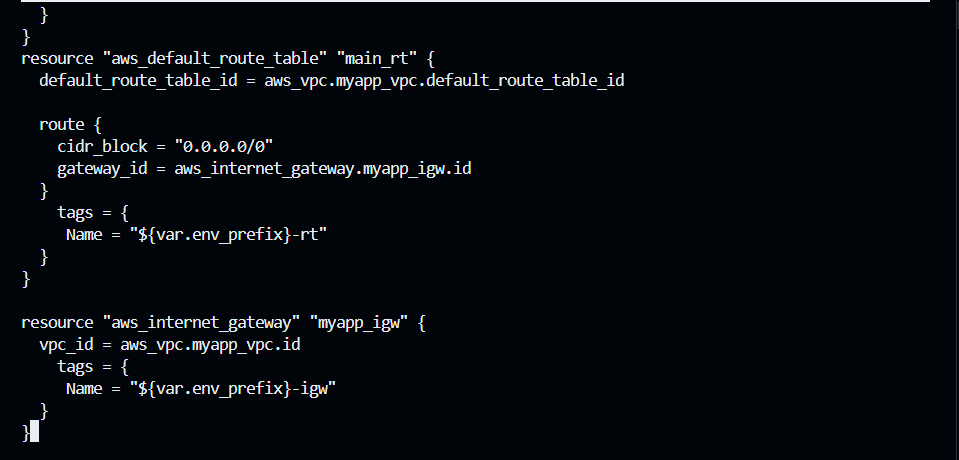 }
}
resource "aws_default_route_table" "main_rt" {
  default_route_table_id = aws_vpc.myapp_vpc.default_route_table_id

  route {
    cidr_block = "0.0.0.0/0"
    gateway_id = aws_internet_gateway.myapp_igw.id
  }
    tags = {
     Name = "${var.env_prefix}-rt"
  }
}

resource "aws_internet_gateway" "myapp_igw" {
  vpc_id = aws_vpc.myapp_vpc.id
    tags = {
     Name = "${var.env_prefix}-igw"
  }
}